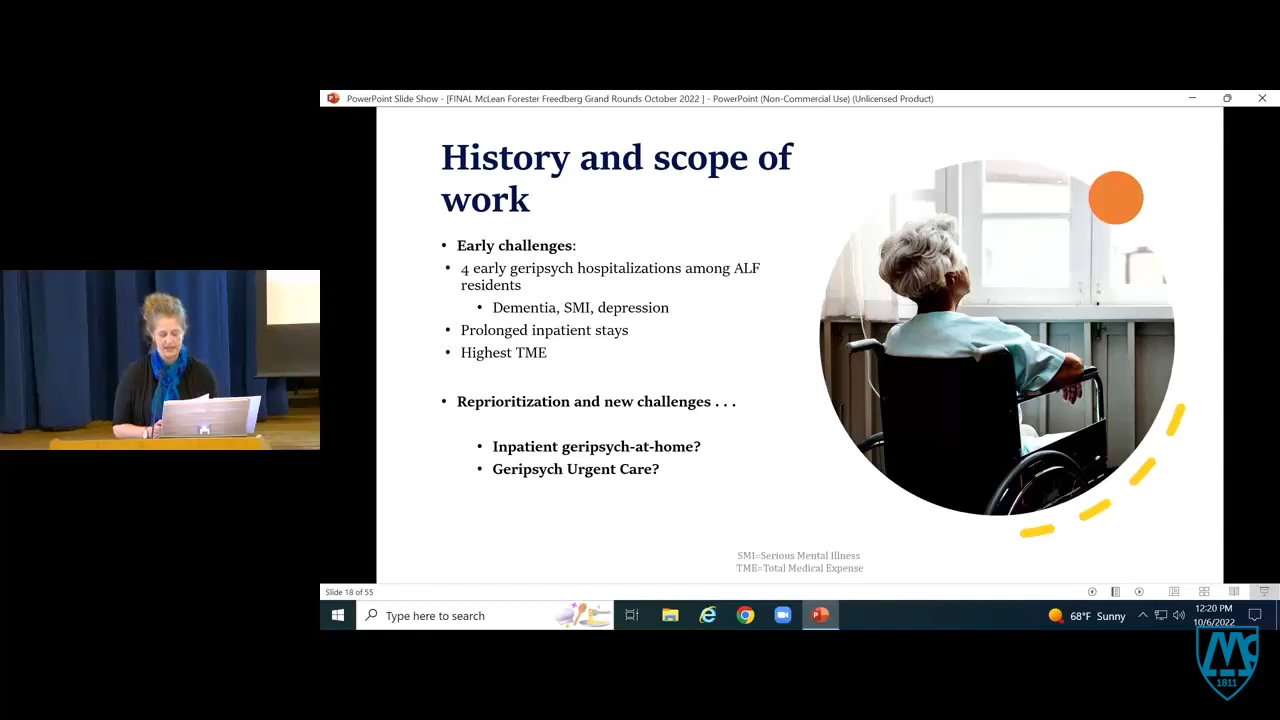 PowerPoint Slide Show - [FINAL McLean Forester Freedberg Grand Rounds October 2022 ] - PowerPoint (Non-Commercial Use) (Unlicensed Product)
History and scope of
work
• Early challenges:
• 4 early geripsych hospitalizations among ALF
residents
• Dementia, SMI, depression
• Prolonged inpatient stays
• Highest TME
• Reprioritization and new challenges . . .
• Inpatient geripsych-at-home?
• Geripsych Urgent Care?
SMI=Serious Mental Illness
TME=Total Medical Expense
Slide 18 of 55
Type here to search
68°F Sunny
12:20 PM
10/6/2022
1811